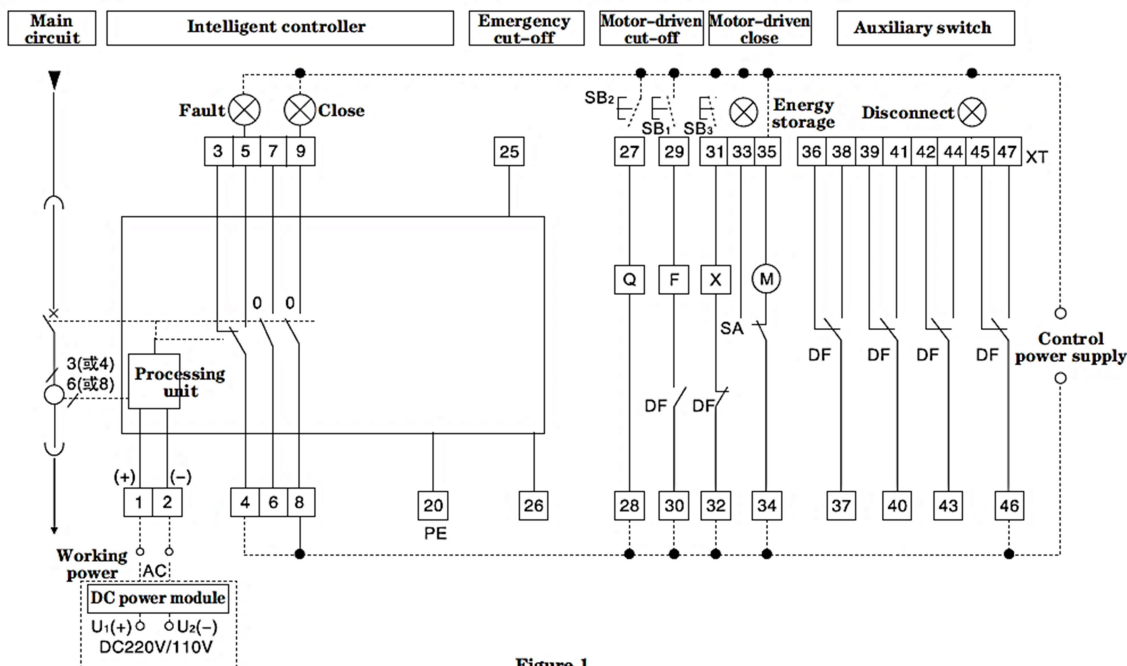 Main circuit
Intelligent controller
Emergency cut-off
Motor-driven cut-off
Motor-driven close
Auxiliary switch
Fault
Close
SB₂
SB₁
SB₃
Energy storage
Disconnect
3 5 7 9
25
27
29
31 33 35
36 38 39 41 42 44 45 47 XT
Q
F
X
M
0 0
SA
DF
DF
DF
DF
Control power supply
3(或4)
6(或8)
Processing unit
DF
DF
(+)
(-)
1 2
4 6 8
20
PE
26
28
30
32
34
37
40
43
46
Working power
AC
DC power module
U₁(+) U₂(-)
DC220V/110V
Figure 1